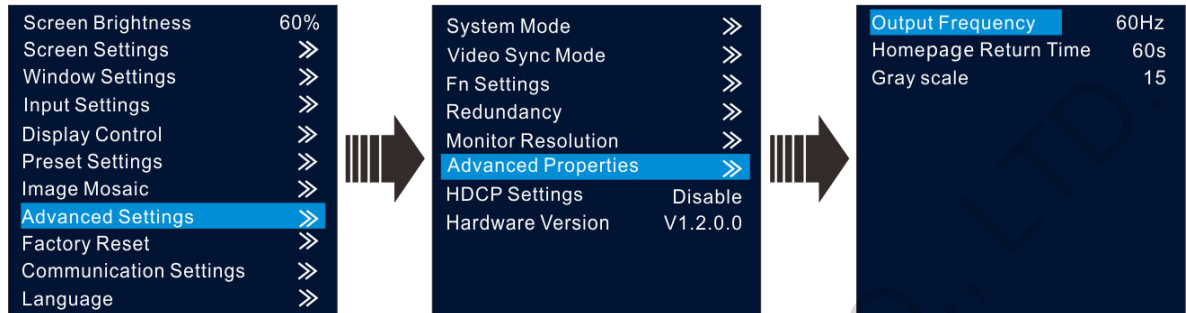 Screen Brightness 60%
Screen Settings
Window Settings
Input Settings
Display Control
Preset Settings
Image Mosaic
Advanced Settings
Factory Reset
Communication Settings
Language
System Mode
Video Sync Mode
Fn Settings
Redundancy
Monitor Resolution
Advanced Properties
HDCP Settings Disable
Hardware Version V1.2.0.0
Output Frequency 60Hz
Homepage Return Time 60s
Gray scale 15
LTD.